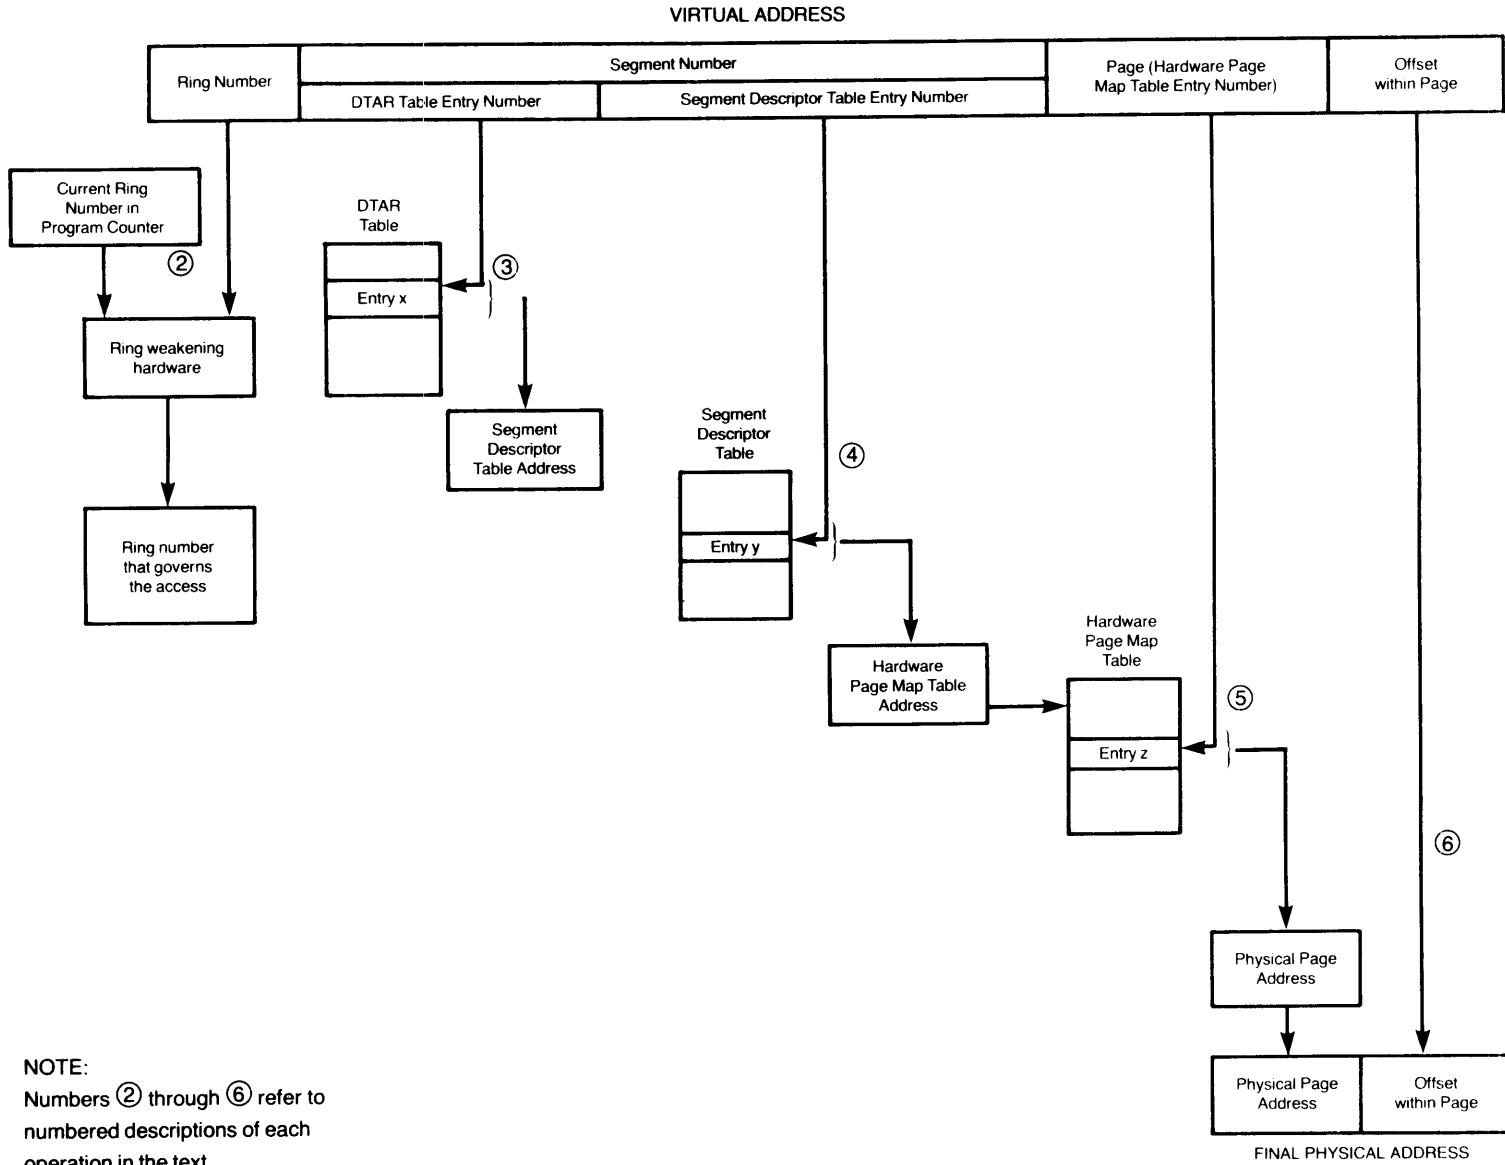 VIRTUAL ADDRESS
Ring Number
Segment Number
DTAR Table Entry Number
Segment Descriptor Table Entry Number
Page (Hardware Page
Map Table Entry Number)
Offset
within Page
Current Ring
Number in
Program Counter
②
Ring weakening
hardware
Ring number
that governs
the access
DTAR
Table
Entry x
③
Segment
Descriptor
Table Address
Segment
Descriptor
Table
Entry y
④
Hardware
Page Map Table
Address
Hardware
Page Map
Table
Entry z
⑤
Physical Page
Address
⑥
Physical Page
Address
Offset
within Page
FINAL PHYSICAL ADDRESS
NOTE:
Numbers ② through ⑥ refer to
numbered descriptions of each
operation in the text